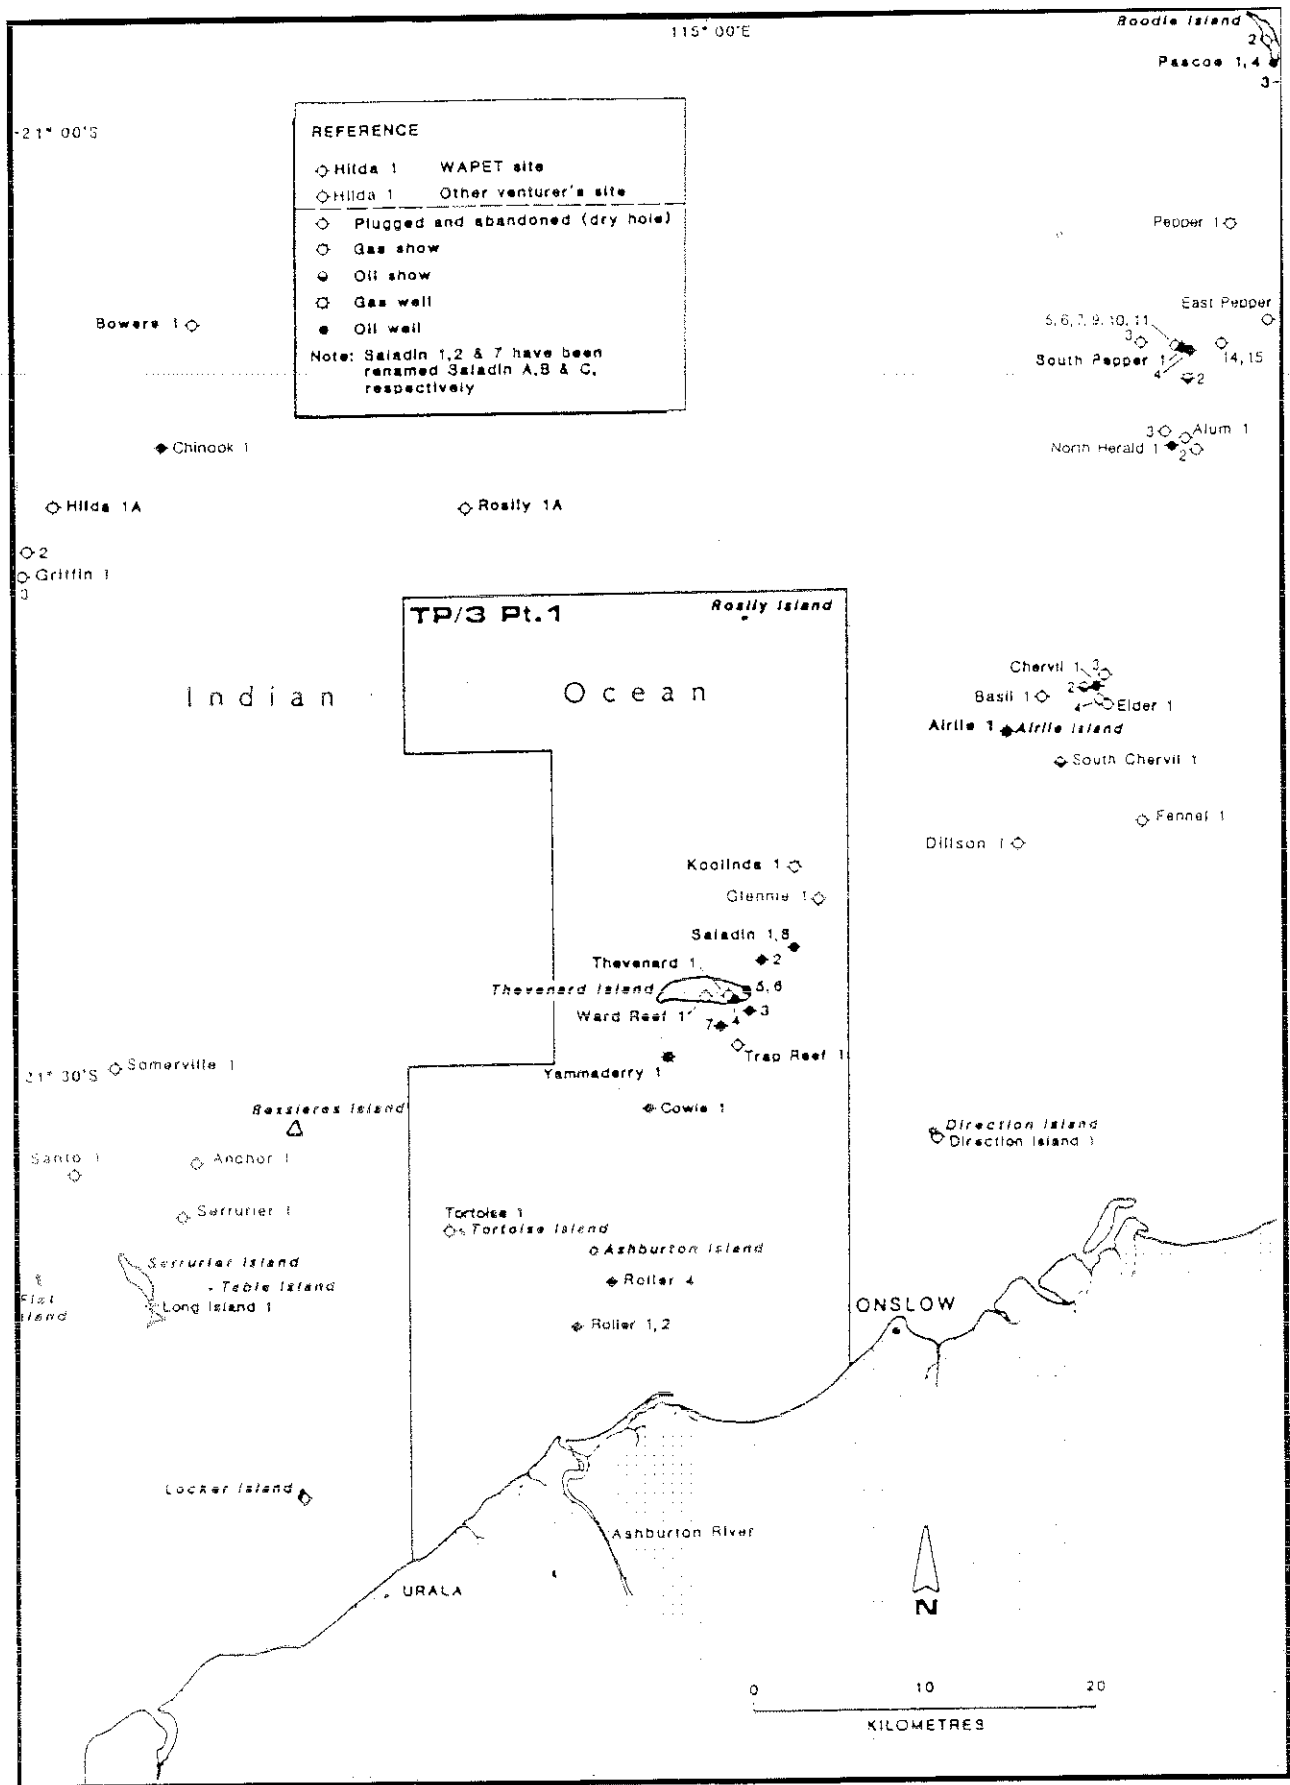 115° 00'E
Boodie Island
2
Pascoe 1,4
3
21° 00'S
REFERENCE
Hilda 1 WAPET site
Hilda 1 Other venturer's site
Plugged and abandoned (dry hole)
Gas show
Oil show
Gas well
Oil well
Note: Saladin 1,2 & 7 have been
renamed Saladin A,B & C,
respectively
Pepper 1
East Pepper
Bowers 1
5,6,7,9,10,11
3
South Pepper 1
14,15
4
2
Chinook 1
3
Alum 1
North Herald 1
2
Hilda 1A
Rosily 1A
2
Griffin 1
3
TP/3 Pt.1
Rosily Island
Indian Ocean
Chervil 1
3
2
Basil 1
4
Elder 1
Airlie 1
Airlie Island
South Chervil 1
Fennel 1
Dillson 1
Koolinda 1
Glennie 1
Saladin 1,8
2
Thevenard 1
Thevenard Island
5,6
Ward Reef 1
3
7
4
Trap Reef 1
Yammaderry 1
Somerville 1
21° 30'S
Cowle 1
Bessieres Island
Direction Island
Direction Island 1
Santo 1
Anchor 1
Serrurier 1
Tortoise 1
Tortoise Island
Ashburton Island
Serrurier Island
Table Island
Roller 4
Flat
Island
Long Island 1
ONSLOW
Roller 1,2
Locker Island
Ashburton River
URALA
N
0 10 20
KILOMETRES